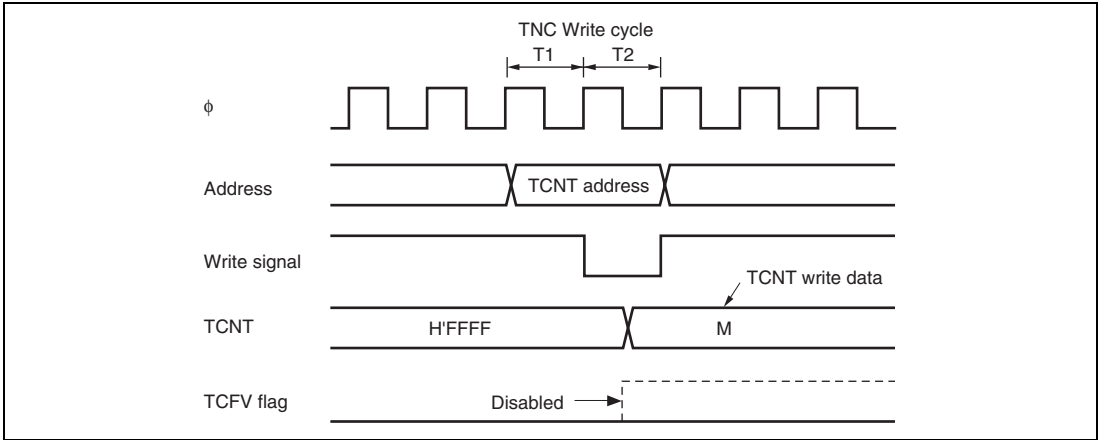 TNC Write cycle
T1 T2
ϕ
Address
TCNT address
Write signal
TCNT write data
TCNT
H'FFFF
M
TCFV flag
Disabled